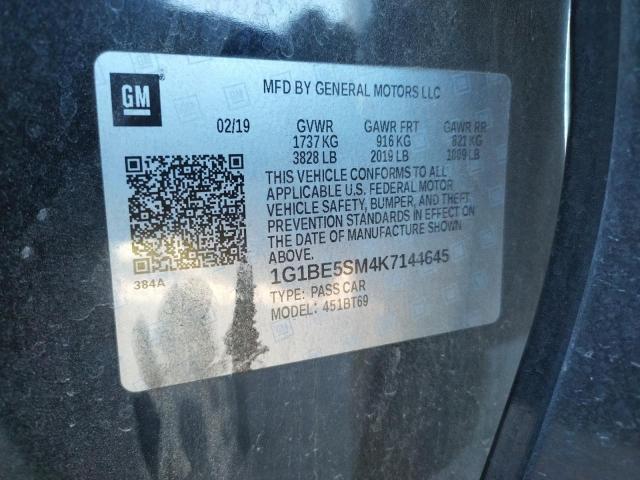 GM
MFD BY GENERAL MOTORS LLC
02/19 GVWR GAWR FRT GAWR RR
1737 KG 916 KG 821 KG
3828 LB 2019 LB 1809 LB
THIS VEHICLE CONFORMS TO ALL
APPLICABLE U.S. FEDERAL MOTOR
VEHICLE SAFETY, BUMPER, AND THEFT
PREVENTION STANDARDS IN EFFECT ON
THE DATE OF MANUFACTURE SHOWN
ABOVE.
384A
1G1BE5SM4K7144645
TYPE: PASS CAR
MODEL: 451BT69